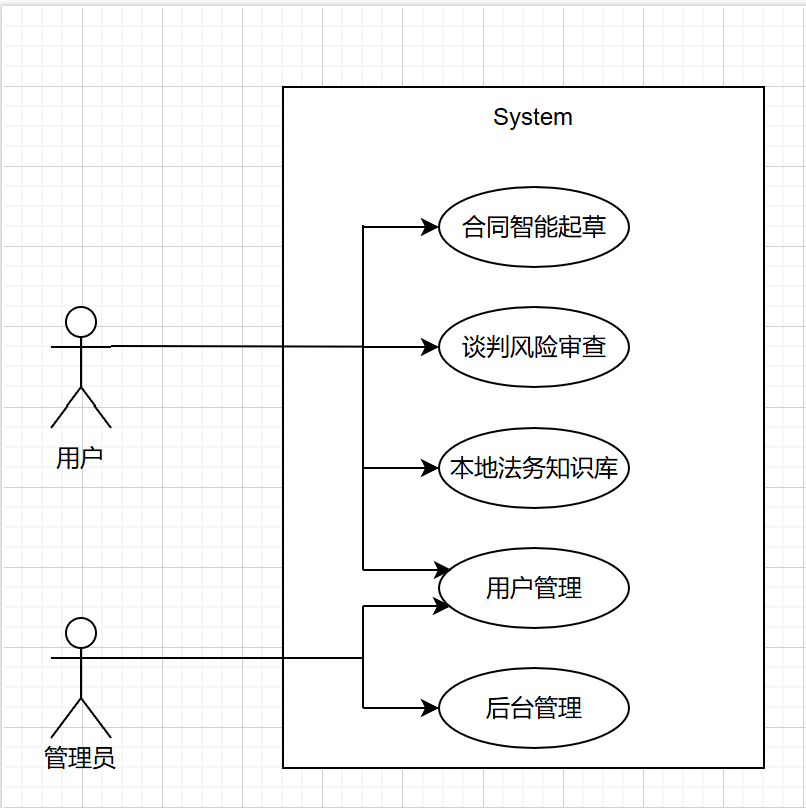 System
合同智能起草
谈判风险审查
用户
本地法务知识库
用户管理
管理员
后台管理